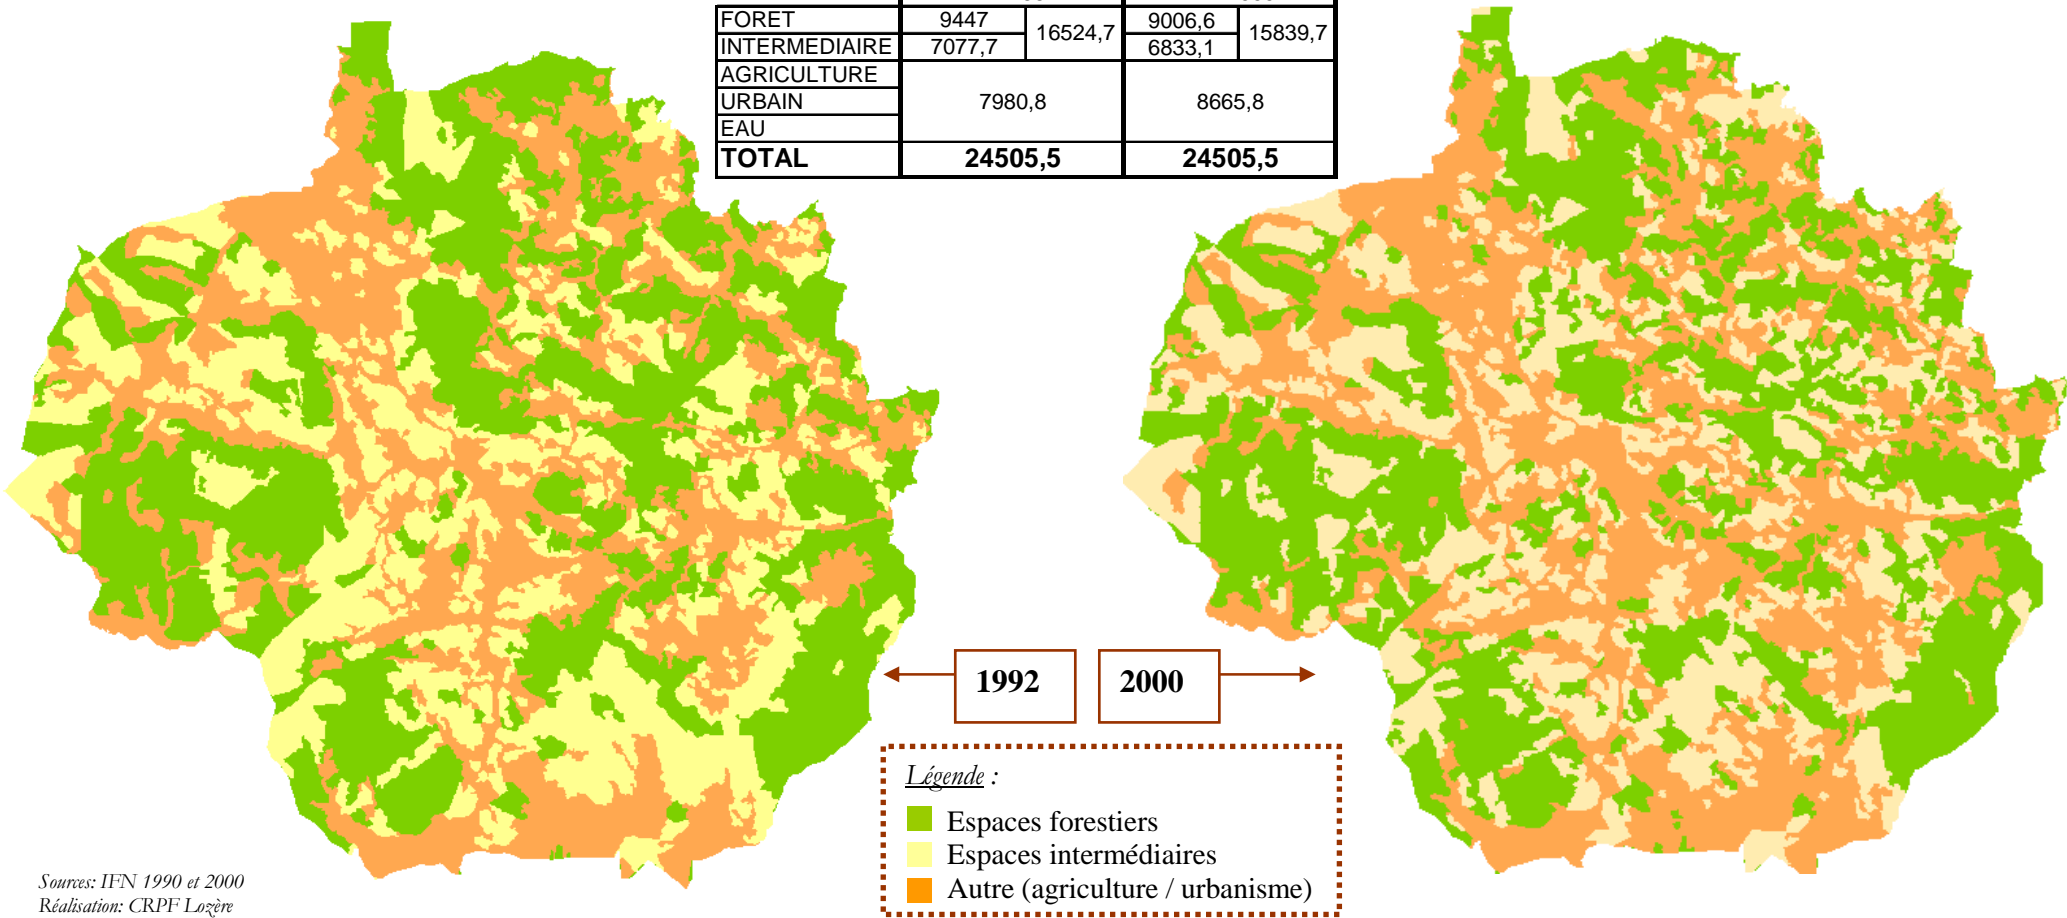 FORET 9447 16524,7 9006,6 15839,7
INTERMEDIAIRE 7077,7 6833,1
AGRICULTURE
URBAIN 7980,8 8665,8
EAU
TOTAL 24505,5 24505,5
1992 2000
Légende :
Espaces forestiers
Espaces intermédiaires
Autre (agriculture / urbanisme)
Sources: IFN 1990 et 2000
Réalisation: CRPF Lozère